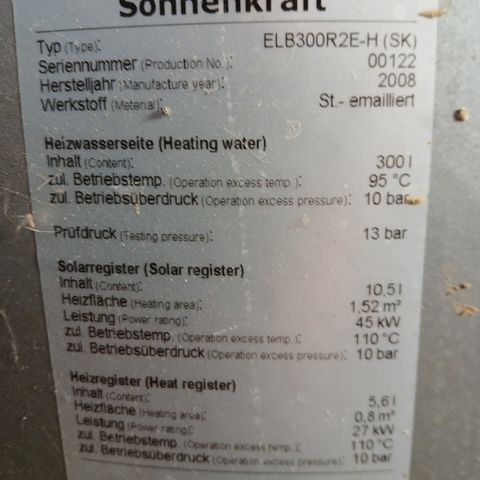 Sonnenkraft
Typ (Type): ELB300R2E-H (SK)
Seriennummer (Production No.): 00122
Herstelljahr (Manufacture year): 2008
Werkstoff (Meterial): St.- emailliert
Heizwasserseite (Heating water)
Inhalt (Content): 300 l
zul. Betriebstemp. (Operation excess temp.): 95 °C
zul. Betriebsüberdruck (Operation excess pressure): 10 bar
Prüfdruck (Testing pressure): 13 bar
Solarregister (Solar register)
Inhalt (Content): 10,5 l
Heizfläche (Heating area): 1,52 m²
Leistung (Power rating): 45 kW
zul. Betriebstemp. (Operation excess temp.): 110 °C
zul. Betriebsüberdruck (Operation excess pressure): 10 bar
Heizregister (Heat register)
Inhalt (Content): 5,6 l
Heizfläche (Heating area): 0,8 m²
Leistung (Power rating): 27 kW
zul. Betriebstemp. (Operation excess temp.): 110 °C
zul. Betriebsüberdruck (Operation excess pressure): 10 bar